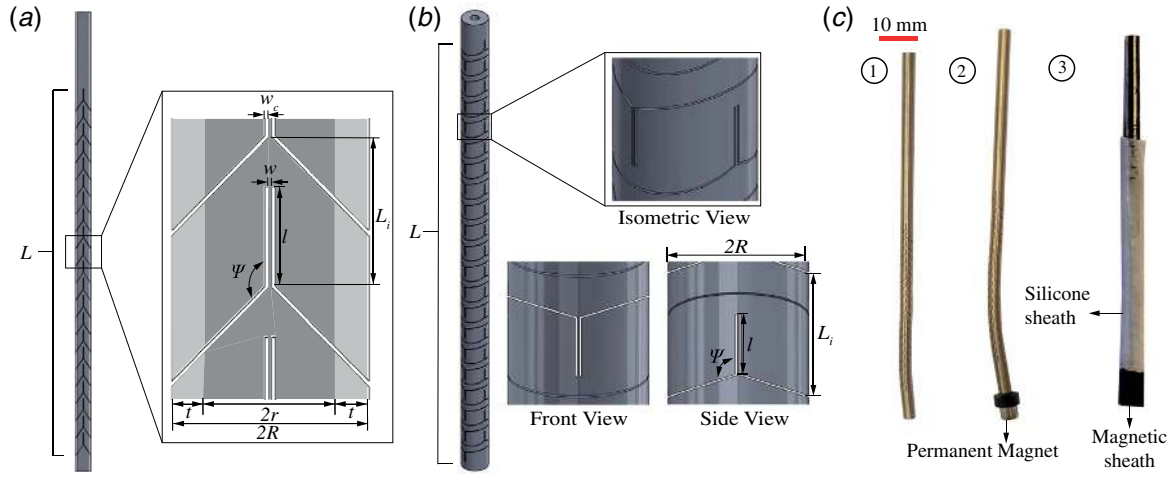 (a)
L
w_c
w
L_i
l
Ψ
t
2r
t
2R
(b)
L
Isometric View
2R
L_i
l
Ψ
Front View
Side View
(c)
10 mm
1
2
3
Silicone
sheath
Permanent Magnet
Magnetic
sheath